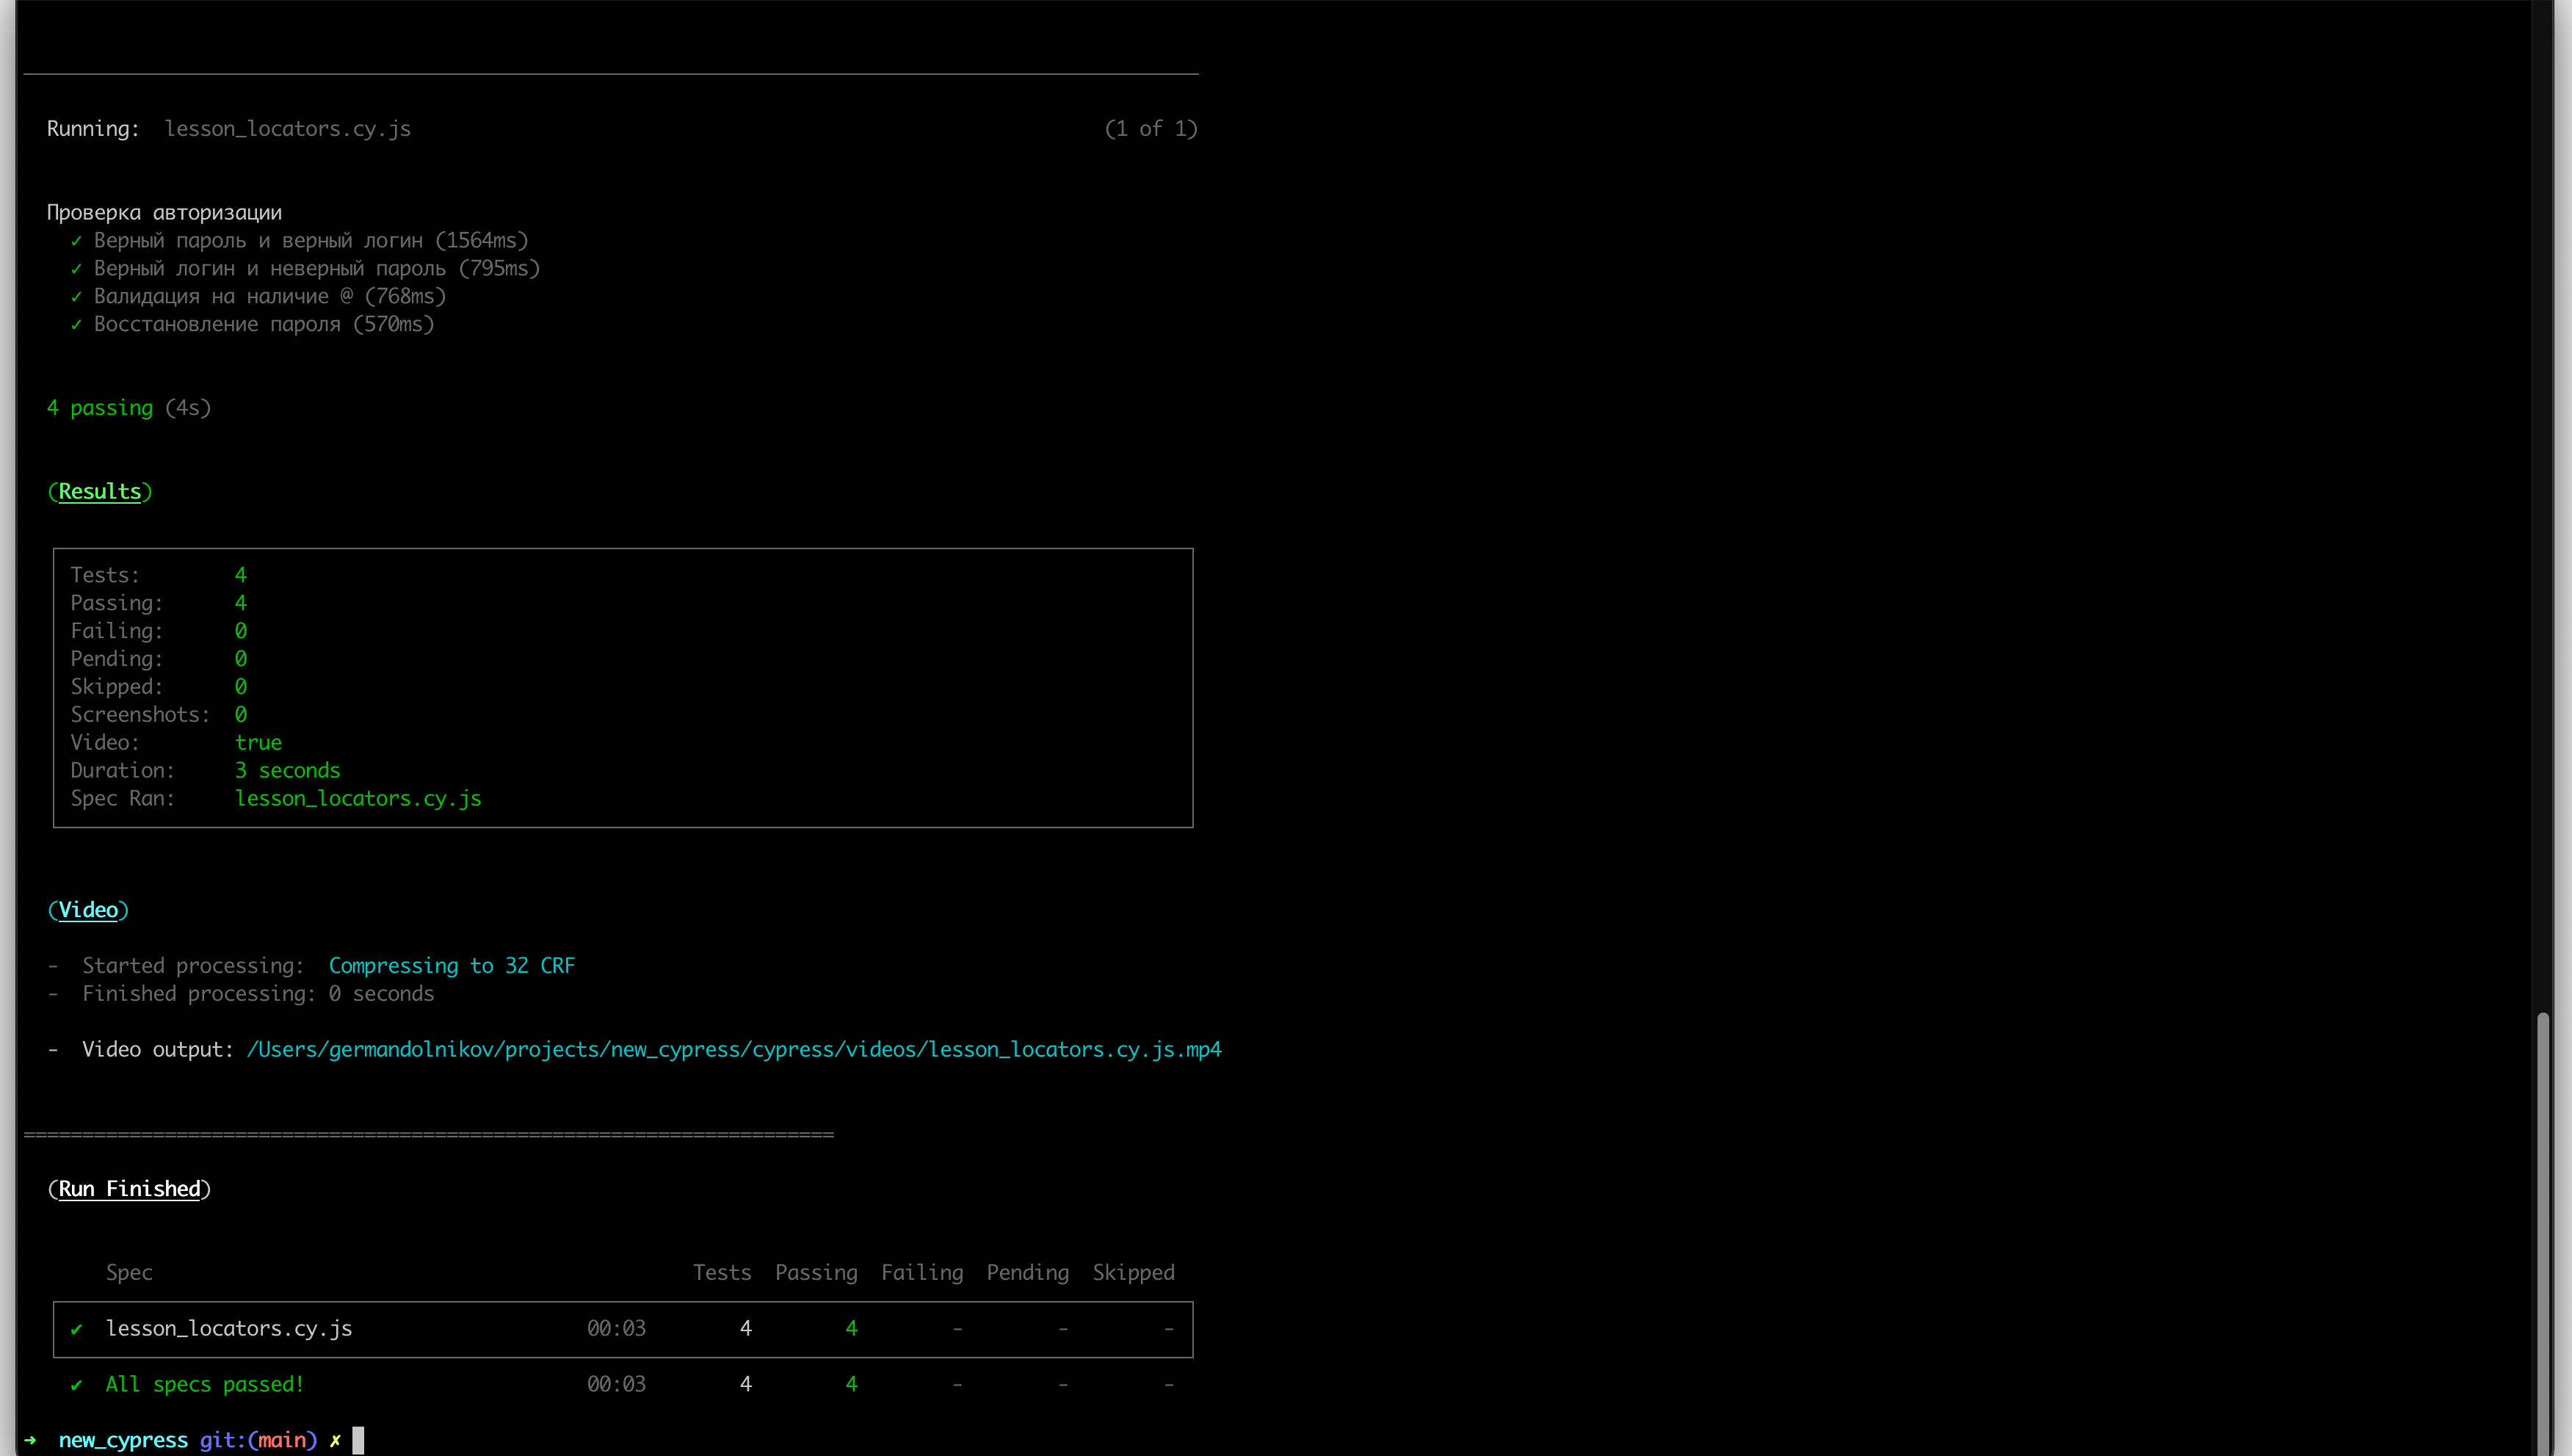 Running:  lesson_locators.cy.js (1 of 1)
Проверка авторизации
✓ Верный пароль и верный логин (1564ms)
✓ Верный логин и неверный пароль (795ms)
✓ Валидация на наличие @ (768ms)
✓ Восстановление пароля (570ms)
4 passing (4s)
(Results)
Tests: 4
Passing: 4
Failing: 0
Pending: 0
Skipped: 0
Screenshots: 0
Video: true
Duration: 3 seconds
Spec Ran: lesson_locators.cy.js
(Video)
-  Started processing:  Compressing to 32 CRF
-  Finished processing: 0 seconds
-  Video output: /Users/germandolnikov/projects/new_cypress/cypress/videos/lesson_locators.cy.js.mp4
(Run Finished)
Spec Tests Passing Failing Pending Skipped
✔ lesson_locators.cy.js 00:03 4 4 - - -
✔ All specs passed! 00:03 4 4 - - -
➜ new_cypress git:(main) ✗